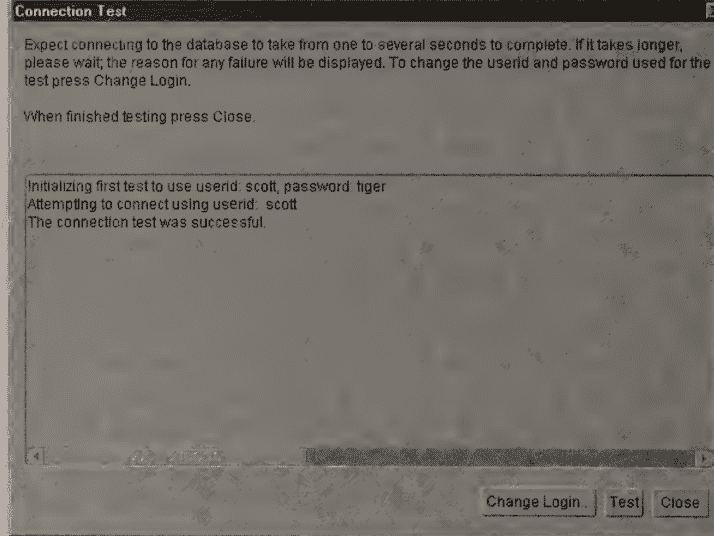 Connection Test
Expect connecting to the database to take from one to several seconds to complete. If it takes longer,
please wait; the reason for any failure will be displayed. To change the userid and password used for the
test press Change Login.
When finished testing press Close.
Initializing first test to use userid: scott, password: tiger
Attempting to connect using userid: scott
The connection test was successful.
Change Login..
Test
Close